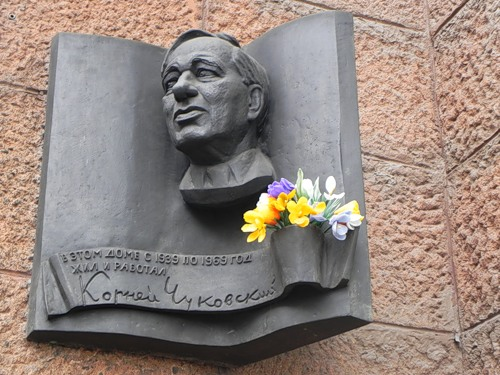 В ЭТОМ ДОМЕ С 1939 ПО 1969 ГОД
ЖИЛ И РАБОТАЛ
Корней Чуковский